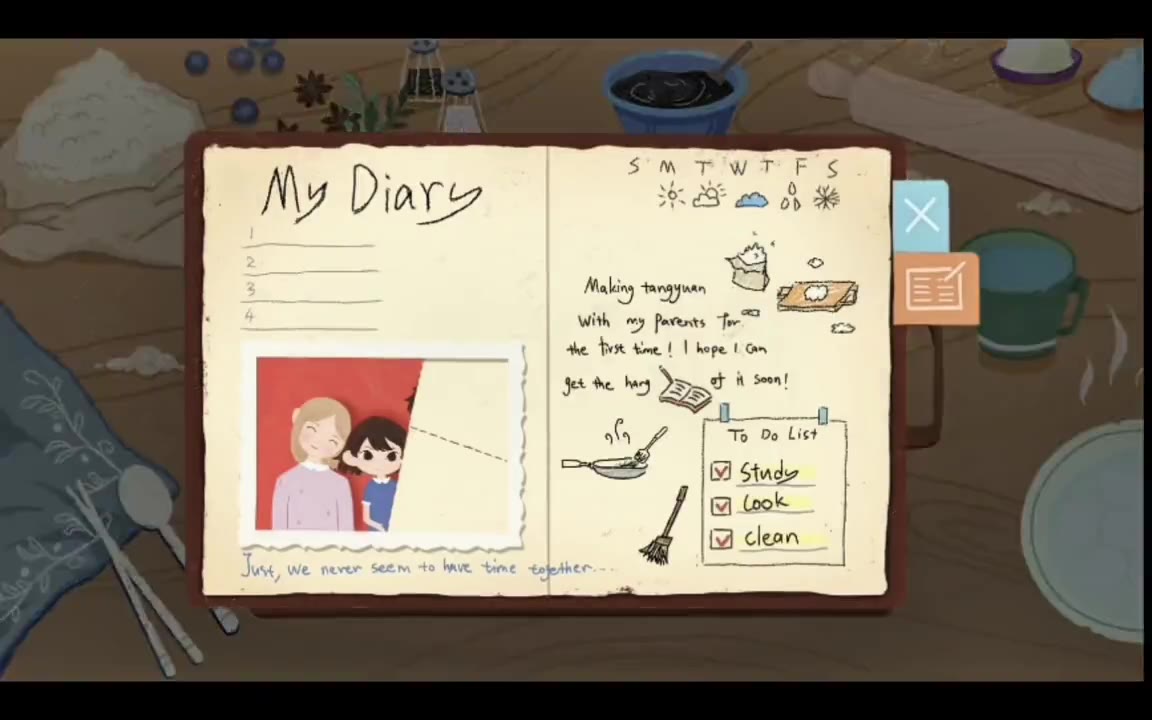 My Diary
1
2
3
4
Just, we never seem to have time together...
S M T W T F S
Making tangyuan
With my parents for
the first time! I hope I can
get the hang of it soon!
To Do List
Study
Cook
clean